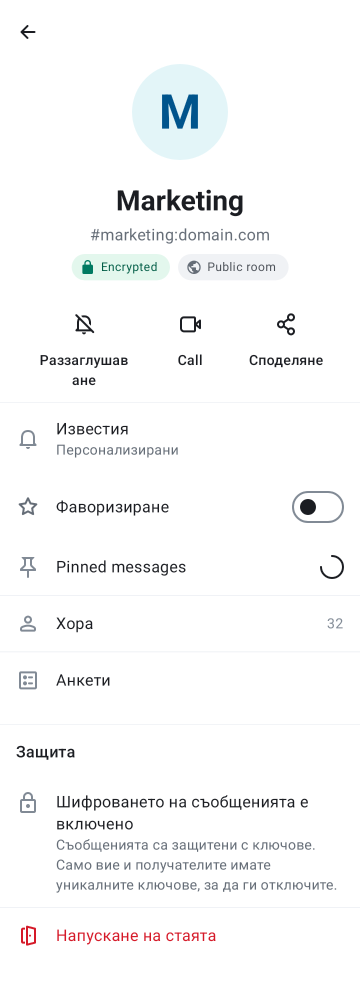 M
Marketing
#marketing:domain.com
Encrypted
Public room
Раззаглушав
ане
Call
Споделяне
Известия
Персонализирани
Фаворизиране
Pinned messages
Хора
32
Анкети
Защита
Шифроването на съобщенията е
включено
Съобщенията са защитени с ключове.
Само вие и получателите имате
уникалните ключове, за да ги отключите.
Напускане на стаята